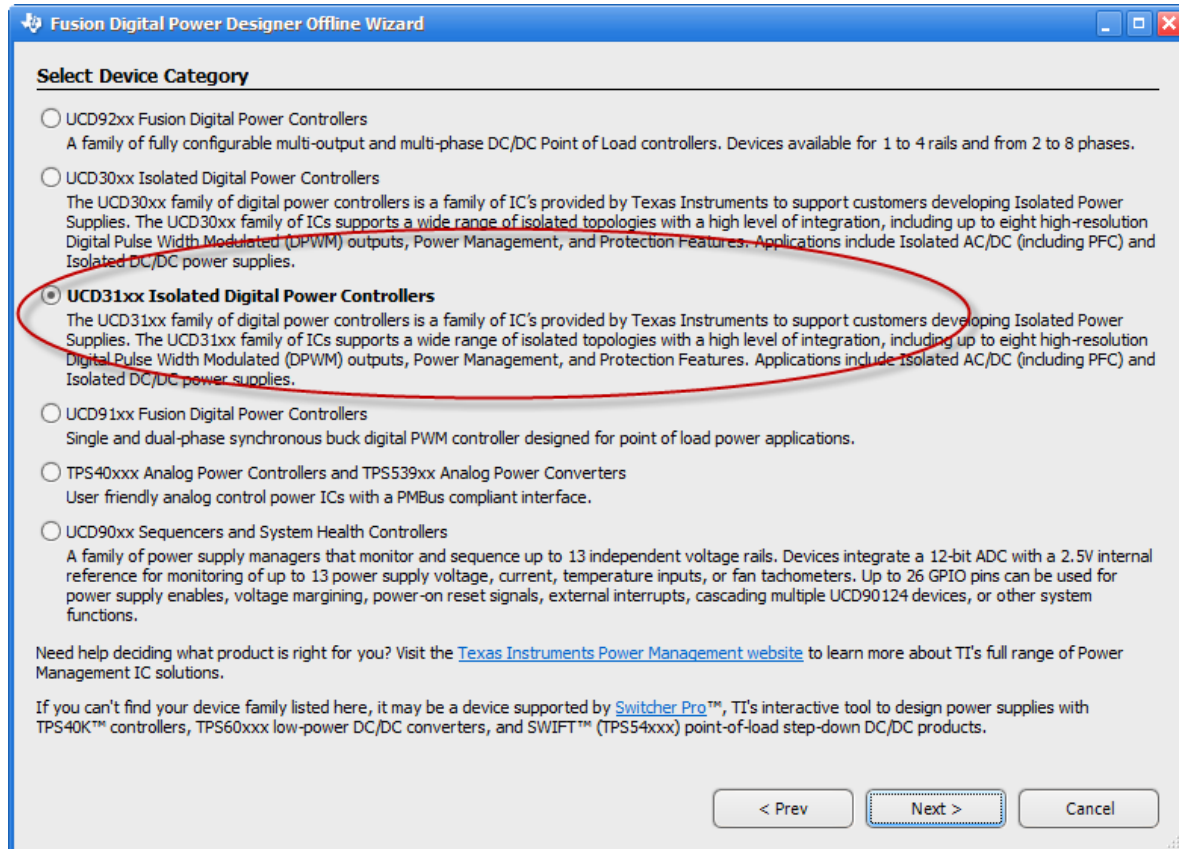 Fusion Digital Power Designer Offline Wizard
Select Device Category
UCD92xx Fusion Digital Power Controllers
A family of fully configurable multi-output and multi-phase DC/DC Point of Load controllers. Devices available for 1 to 4 rails and from 2 to 8 phases.
UCD30xx Isolated Digital Power Controllers
The UCD30xx family of digital power controllers is a family of IC's provided by Texas Instruments to support customers developing Isolated Power
Supplies. The UCD30xx family of ICs supports a wide range of isolated topologies with a high level of integration, including up to eight high-resolution
Digital Pulse Width Modulated (DPWM) outputs, Power Management, and Protection Features. Applications include Isolated AC/DC (including PFC) and
Isolated DC/DC power supplies.
UCD31xx Isolated Digital Power Controllers
The UCD31xx family of digital power controllers is a family of IC's provided by Texas Instruments to support customers developing Isolated Power
Supplies. The UCD31xx family of ICs supports a wide range of isolated topologies with a high level of integration, including up to eight high-resolution
Digital Pulse Width Modulated (DPWM) outputs, Power Management, and Protection Features. Applications include Isolated AC/DC (including PFC) and
Isolated DC/DC power supplies.
UCD91xx Fusion Digital Power Controllers
Single and dual-phase synchronous buck digital PWM controller designed for point of load power applications.
TPS40xxx Analog Power Controllers and TPS539xx Analog Power Converters
User friendly analog control power ICs with a PMBus compliant interface.
UCD90xx Sequencers and System Health Controllers
A family of power supply managers that monitor and sequence up to 13 independent voltage rails. Devices integrate a 12-bit ADC with a 2.5V internal
reference for monitoring of up to 13 power supply voltage, current, temperature inputs, or fan tachometers. Up to 26 GPIO pins can be used for
power supply enables, voltage margining, power-on reset signals, external interrupts, cascading multiple UCD90124 devices, or other system
functions.
Need help deciding what product is right for you? Visit the Texas Instruments Power Management website to learn more about TI's full range of Power
Management IC solutions.
If you can't find your device family listed here, it may be a device supported by Switcher Pro™, TI's interactive tool to design power supplies with
TPS40K™ controllers, TPS60xxx low-power DC/DC converters, and SWIFT™ (TPS54xxx) point-of-load step-down DC/DC products.
< Prev
Next >
Cancel